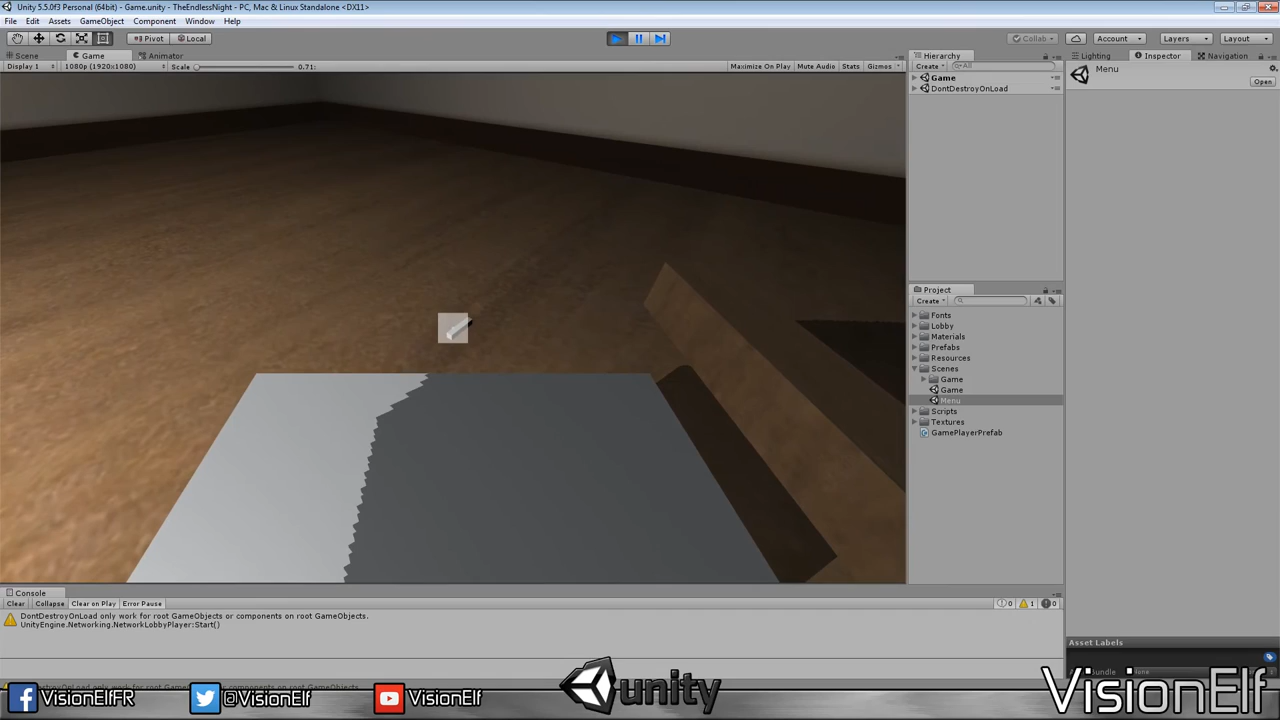 Unity 5.5.0f3 Personal (64bit) - Game.unity - TheEndlessNight - PC, Mac & Linux Standalone <DX11>
File Edit Assets GameObject Component Window Help
Pivot Local Collab Account Layers Layout
Scene Game Animator
Display 1 1080p (1920x1080) Scale 0.71: Maximize On Play Mute Audio Stats Gizmos
Hierarchy
Create All
Game
DontDestroyOnLoad
Lighting Inspector Navigation
Menu
Open
Project
Create
Fonts
Lobby
Materials
Prefabs
Resources
Scenes
Game
Game
Menu
Scripts
Textures
GamePlayerPrefab
Console
Clear Collapse Clear on Play Error Pause 0 1 0
DontDestroyOnLoad only work for root GameObjects or components on root GameObjects.
UnityEngine.Networking.NetworkLobbyPlayer:Start()
Asset Labels
VisionElfFR @VisionElf VisionElf unity VisionElf